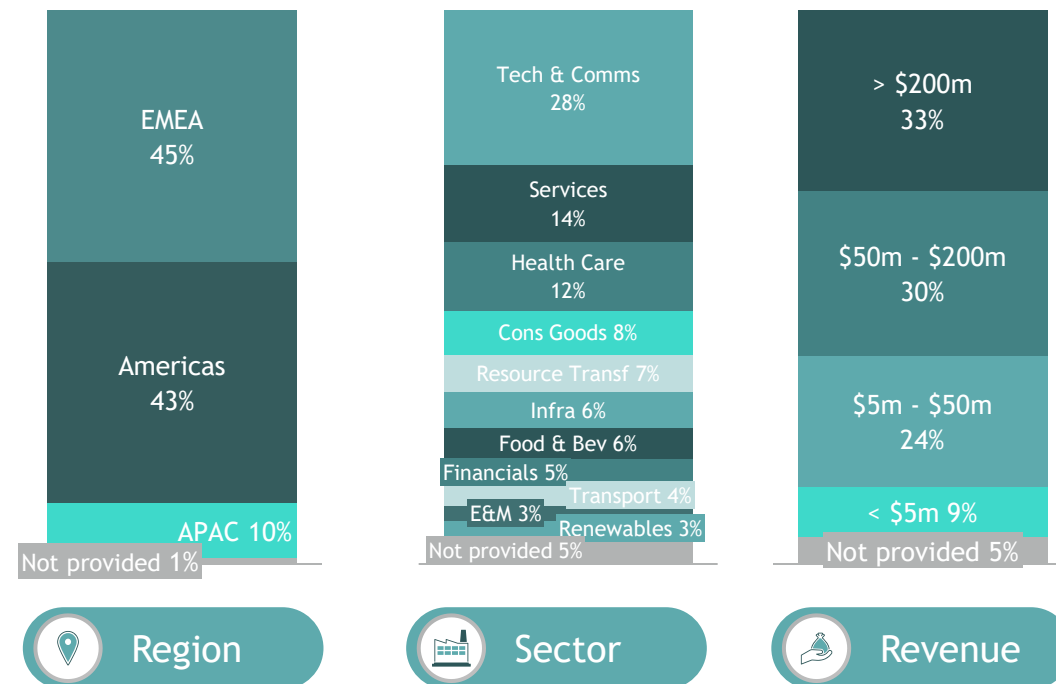 EMEA
45%
Americas
43%
APAC 10%
Not provided 1%
Region
Tech & Comms
28%
Services
14%
Health Care
12%
Cons Goods 8%
Resource Transf 7%
Infra 6%
Food & Bev 6%
Financials 5%
Transport 4%
E&M 3%
Renewables 3%
Not provided 5%
Sector
> $200m
33%
$50m - $200m
30%
$5m - $50m
24%
< $5m 9%
Not provided 5%
Revenue